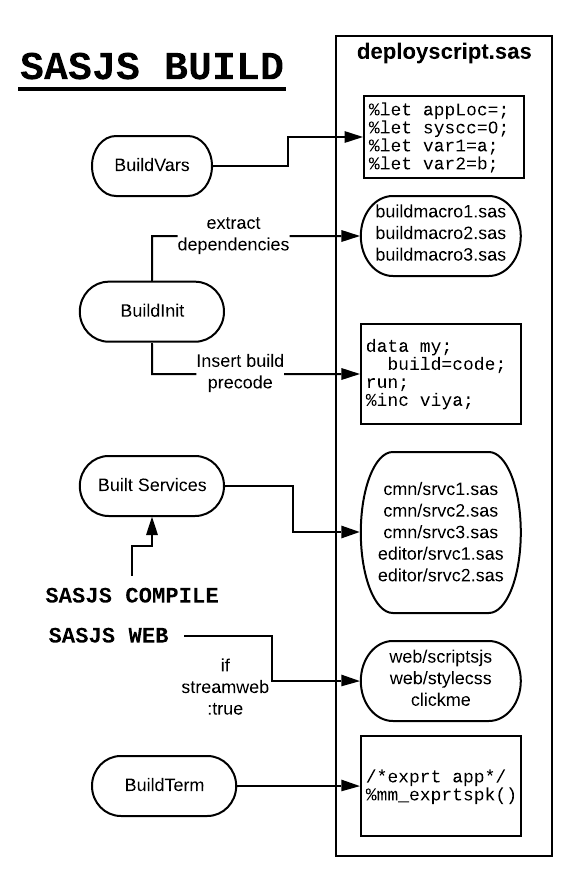 SASJS BUILD
deployscript.sas
BuildVars
%let appLoc=;
%let syscc=0;
%let var1=a;
%let var2=b;
extract
dependencies
buildmacro1.sas
buildmacro2.sas
buildmacro3.sas
BuildInit
Insert build
precode
data my;
  build=code;
run;
%inc viya;
Built Services
cmn/srvc1.sas
cmn/srvc2.sas
cmn/srvc3.sas
editor/srvc1.sas
editor/srvc2.sas
SASJS COMPILE
SASJS WEB
if
streamweb
:true
web/scriptsjs
web/stylecss
clickme
BuildTerm
/*exprt app*/
%mm_exprtspk()